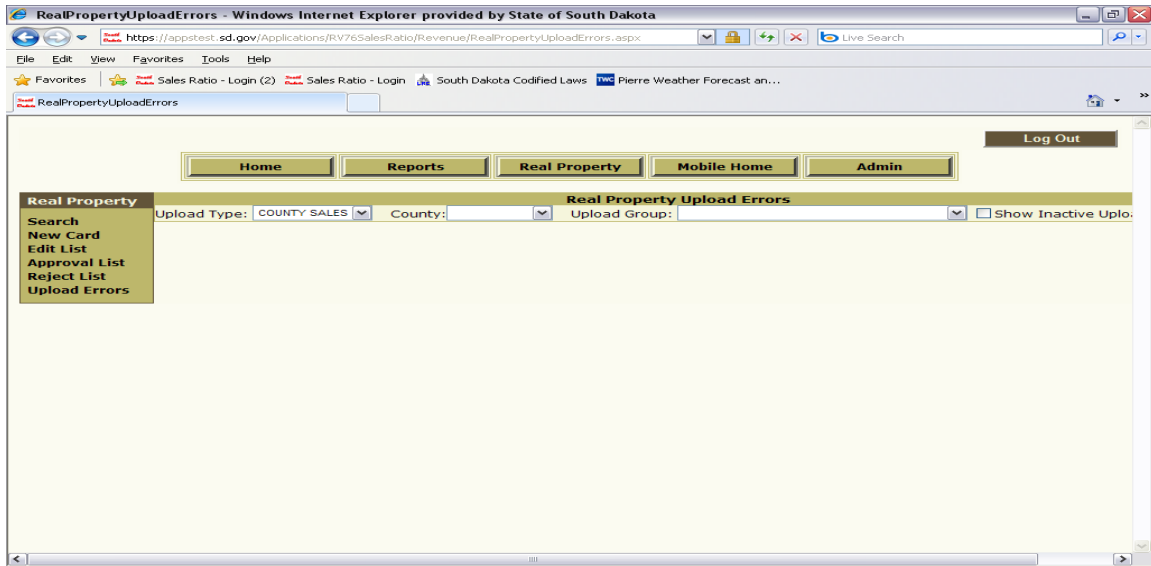 RealPropertyUploadErrors - Windows Internet Explorer provided by State of South Dakota
https://appstest.sd.gov/Applications/RV76SalesRatio/Revenue/RealPropertyUploadErrors.aspx Live Search
File Edit View Favorites Tools Help
Favorites Sales Ratio - Login (2) Sales Ratio - Login South Dakota Codified Laws TWC Pierre Weather Forecast an...
RealPropertyUploadErrors »
Log Out
Home Reports Real Property Mobile Home Admin
Real Property Real Property Upload Errors
Upload Type: COUNTY SALES County: Upload Group: Show Inactive Uplo
Search
New Card
Edit List
Approval List
Reject List
Upload Errors